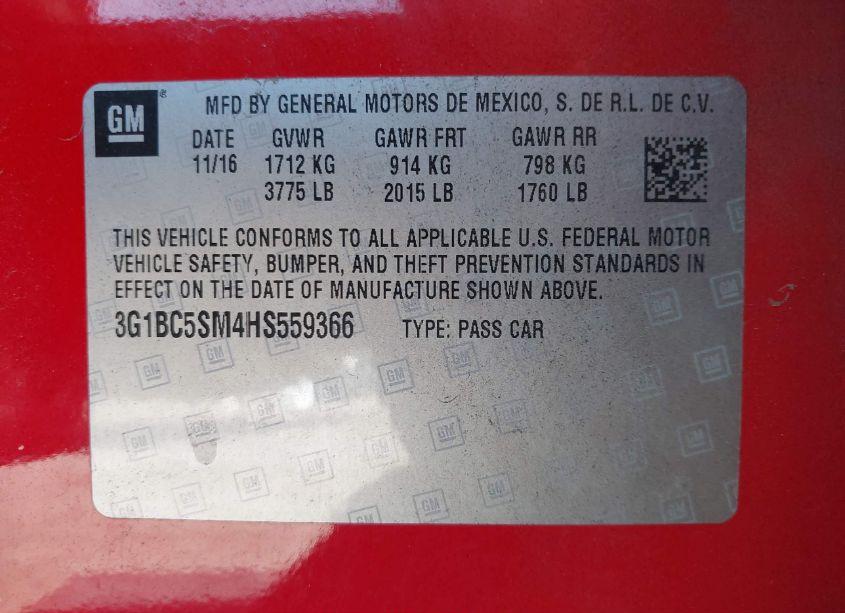 GM ® MFD BY GENERAL MOTORS DE MEXICO, S. DE R.L. DE C.V.
DATE GVWR GAWR FRT GAWR RR
11/16 1712 KG 914 KG 798 KG
3775 LB 2015 LB 1760 LB
THIS VEHICLE CONFORMS TO ALL APPLICABLE U.S. FEDERAL MOTOR
VEHICLE SAFETY, BUMPER, AND THEFT PREVENTION STANDARDS IN
EFFECT ON THE DATE OF MANUFACTURE SHOWN ABOVE.
3G1BC5SM4HS559366 TYPE: PASS CAR